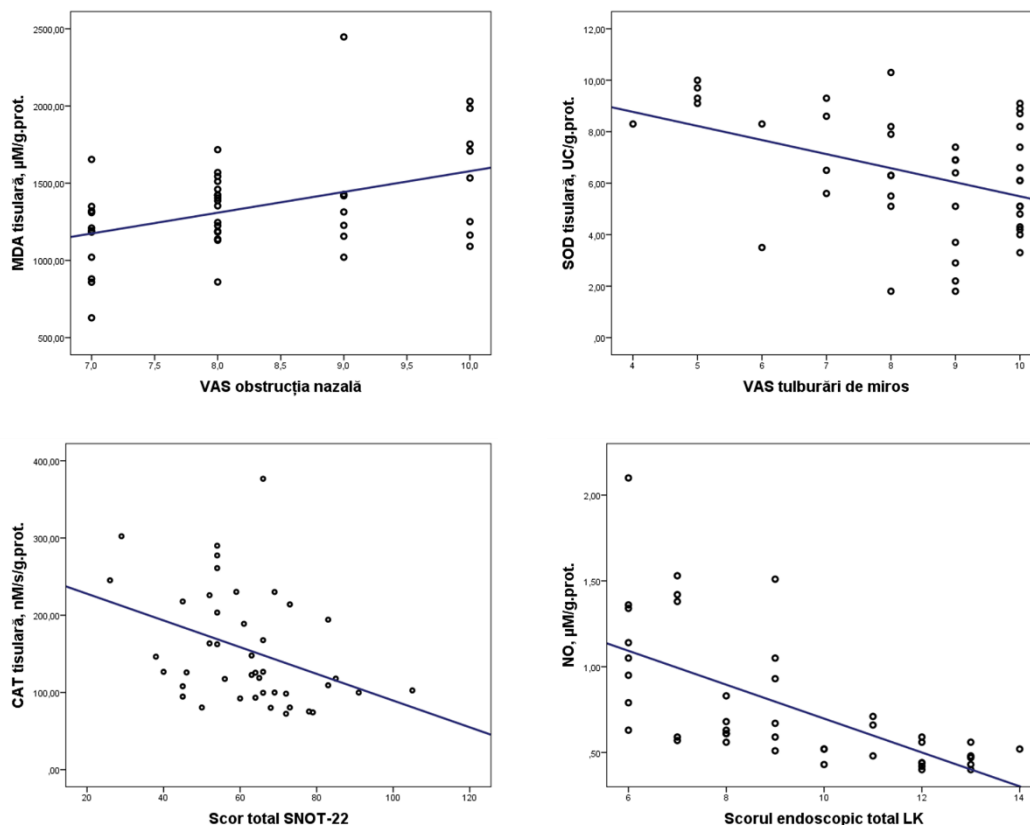 2500,00
2000,00
1500,00
1000,00
500,00
MDA tisulară, µM/g.prot.
7,0 7,5 8,0 8,5 9,0 9,5 10,0
VAS obstrucția nazală
12,00
10,00
8,00
6,00
4,00
2,00
,00
SOD tisulară, UC/g.prot.
4 5 6 7 8 9 10
VAS tulburări de miros
400,00
300,00
200,00
100,00
,00
CAT tisulară, nM/s/g.prot.
20 40 60 80 100 120
Scor total SNOT-22
2,00
1,50
1,00
,50
NO, µM/g.prot.
6 8 10 12 14
Scorul endoscopic total LK